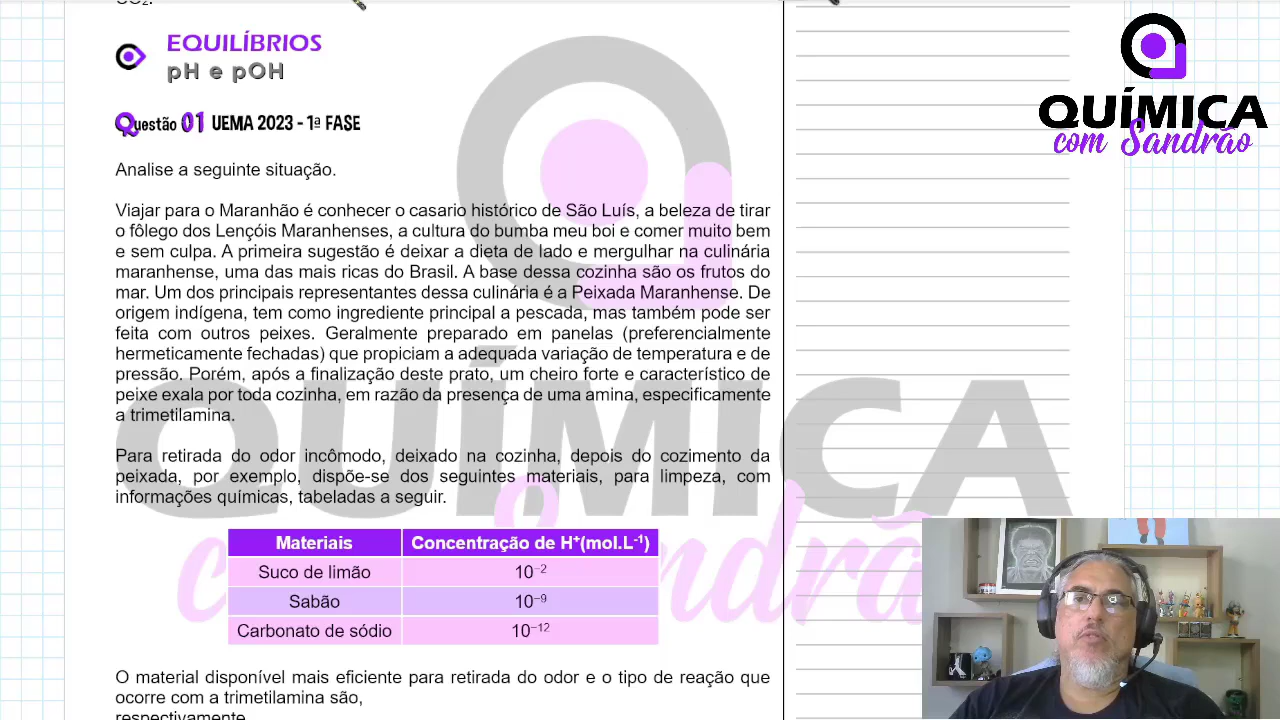 CO₂.
EQUILÍBRIOS
pH e pOH
Questão 01 UEMA 2023 - 1ª FASE
Analise a seguinte situação.
Viajar para o Maranhão é conhecer o casario histórico de São Luís, a beleza de tirar
o fôlego dos Lençóis Maranhenses, a cultura do bumba meu boi e comer muito bem
e sem culpa. A primeira sugestão é deixar a dieta de lado e mergulhar na culinária
maranhense, uma das mais ricas do Brasil. A base dessa cozinha são os frutos do
mar. Um dos principais representantes dessa culinária é a Peixada Maranhense. De
origem indígena, tem como ingrediente principal a pescada, mas também pode ser
feita com outros peixes. Geralmente preparado em panelas (preferencialmente
hermeticamente fechadas) que propiciam a adequada variação de temperatura e de
pressão. Porém, após a finalização deste prato, um cheiro forte e característico de
peixe exala por toda cozinha, em razão da presença de uma amina, especificamente
a trimetilamina.
Para retirada do odor incômodo, deixado na cozinha, depois do cozimento da
peixada, por exemplo, dispõe-se dos seguintes materiais, para limpeza, com
informações químicas, tabeladas a seguir.
Materiais Concentração de H⁺(mol.L⁻¹)
Suco de limão 10⁻²
Sabão 10⁻⁹
Carbonato de sódio 10⁻¹²
O material disponível mais eficiente para retirada do odor e o tipo de reação que
ocorre com a trimetilamina são,
respectivamente
QUÍMICA
com Sandrão
QUÍMICA
com Sandrão